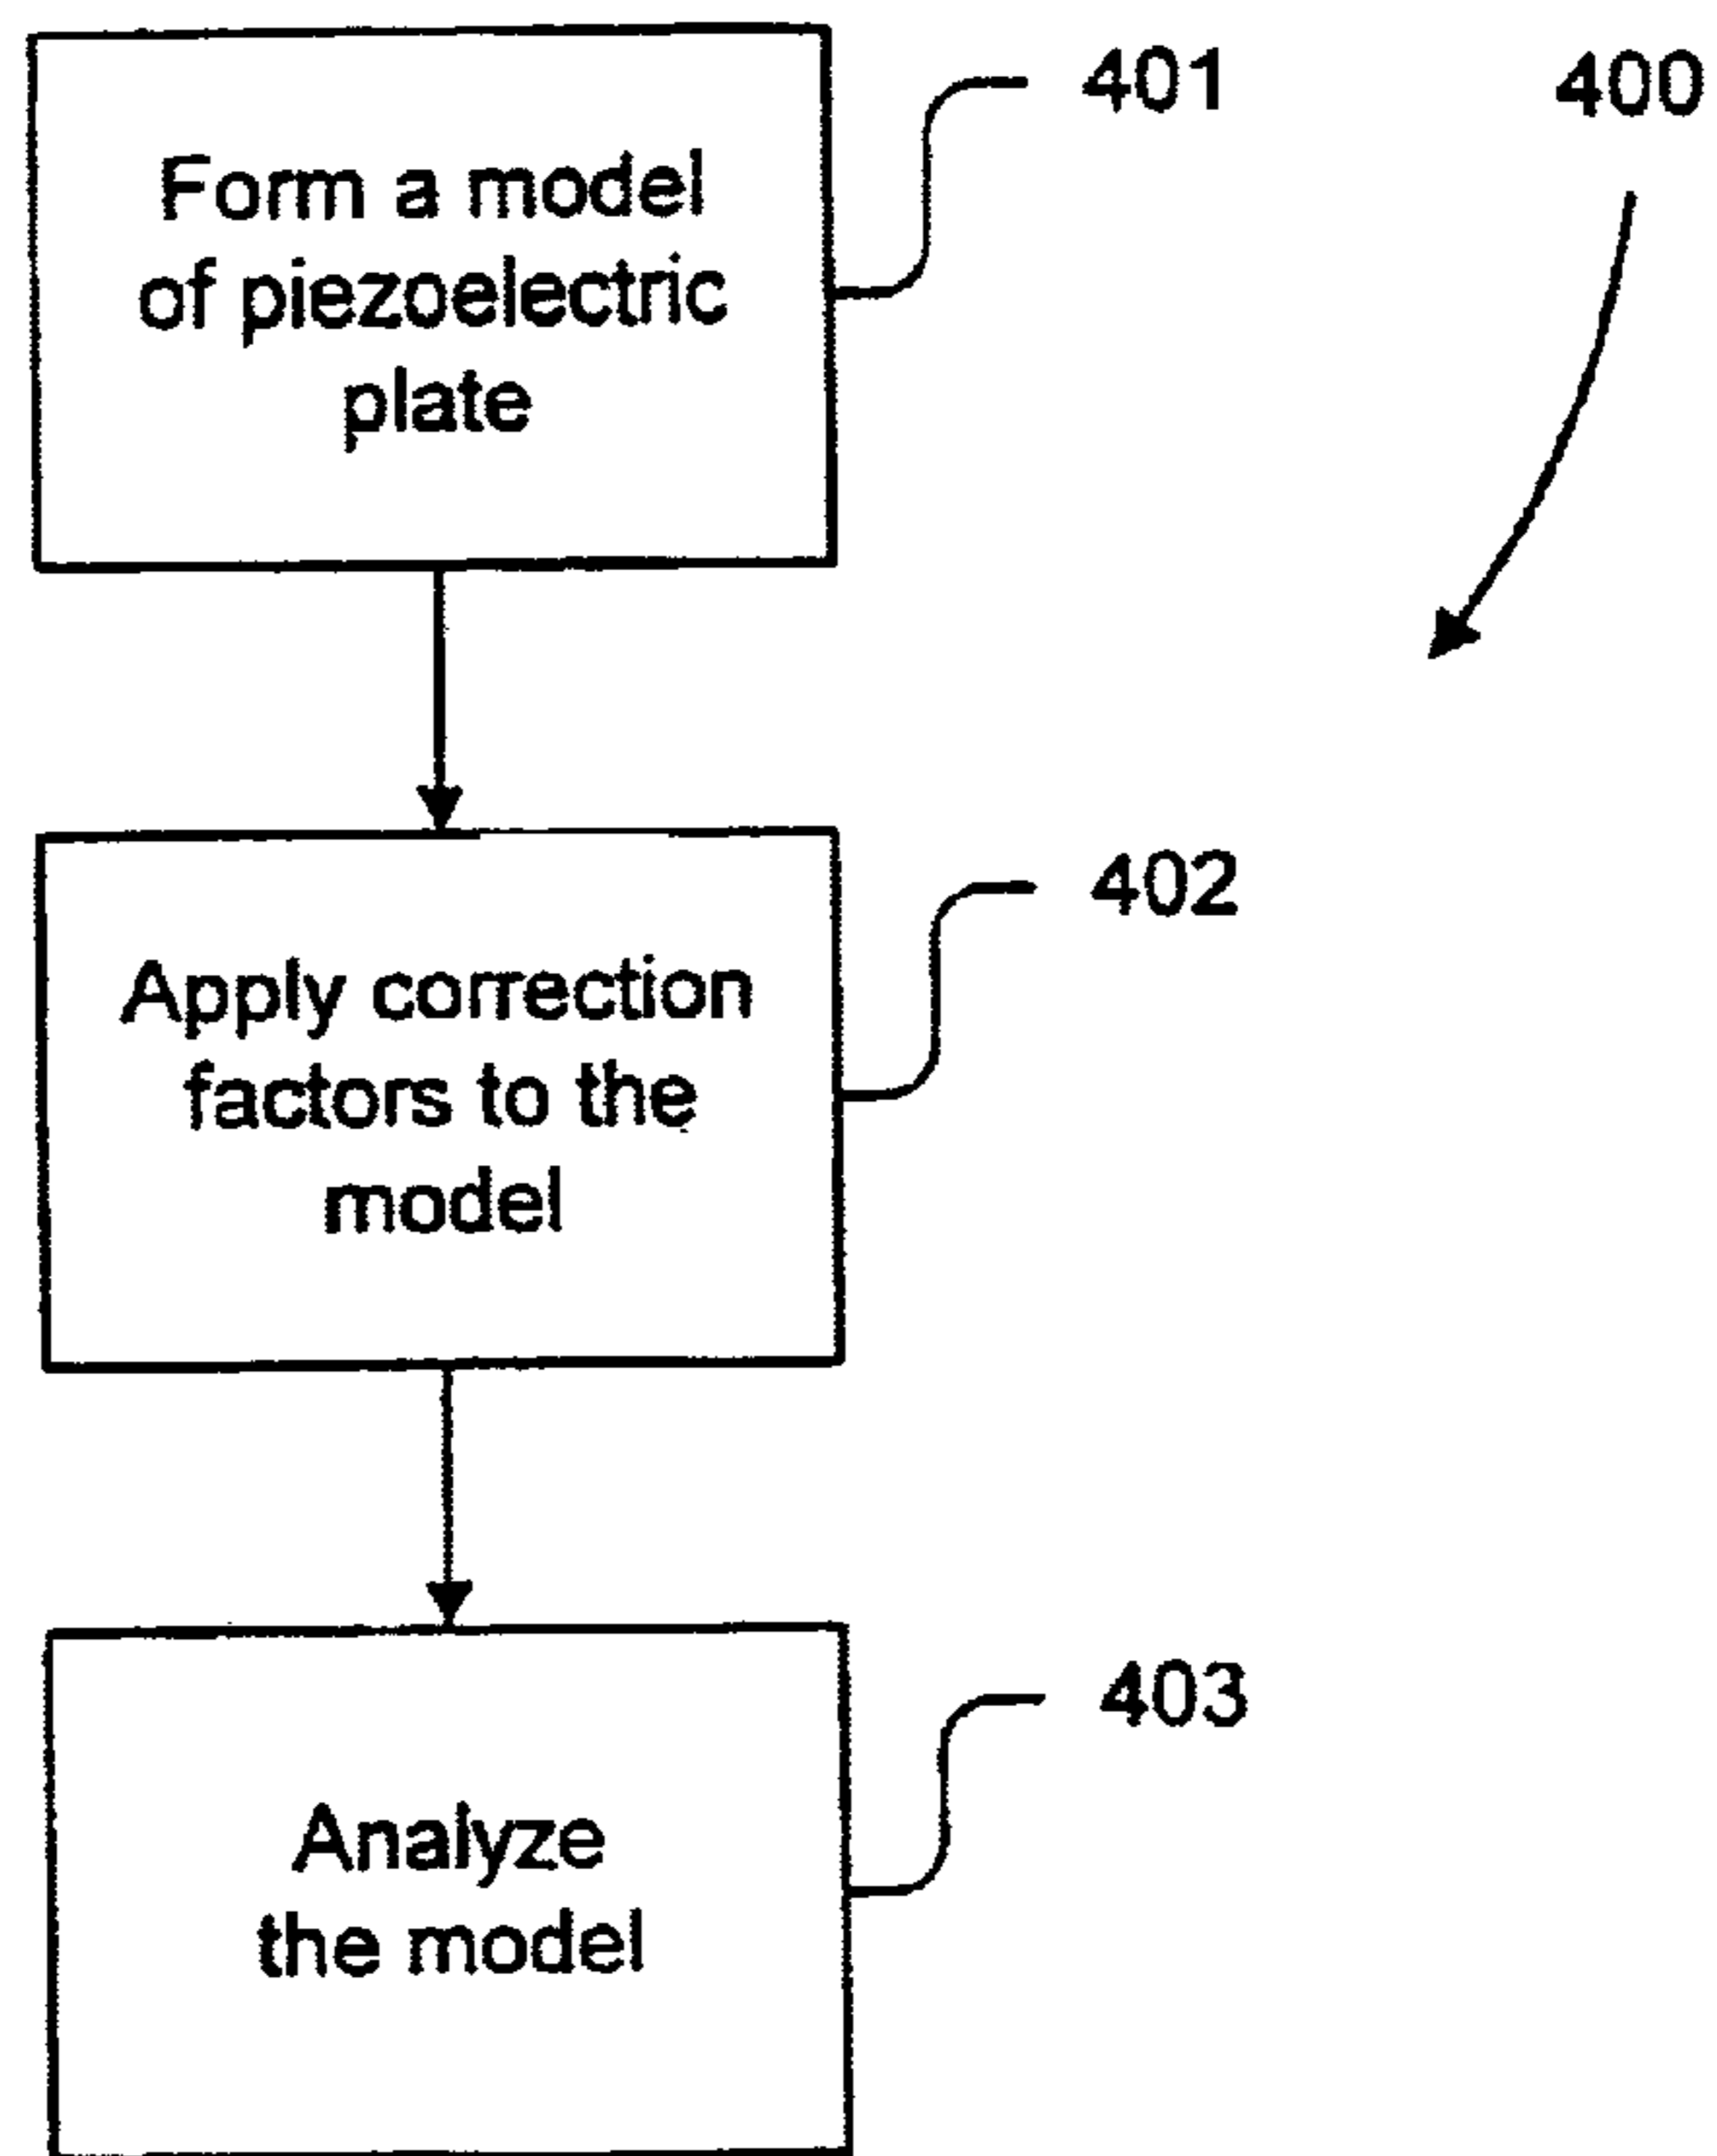 401
400
Form a model
of piezoelectric
plate
402
Apply correction
factors to the
model
403
Analyze
the model